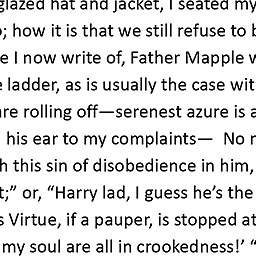 glazed hat and jacket, I seated my
; how it is that we still refuse to b
e I now write of, Father Mapple w
e ladder, as is usually the case wit
are rolling off—serenest azure is a
his ear to my complaints—  No r
h this sin of disobedience in him,
t;” or, “Harry lad, I guess he’s the
s Virtue, if a pauper, is stopped at
my soul are all in crookedness!’ “